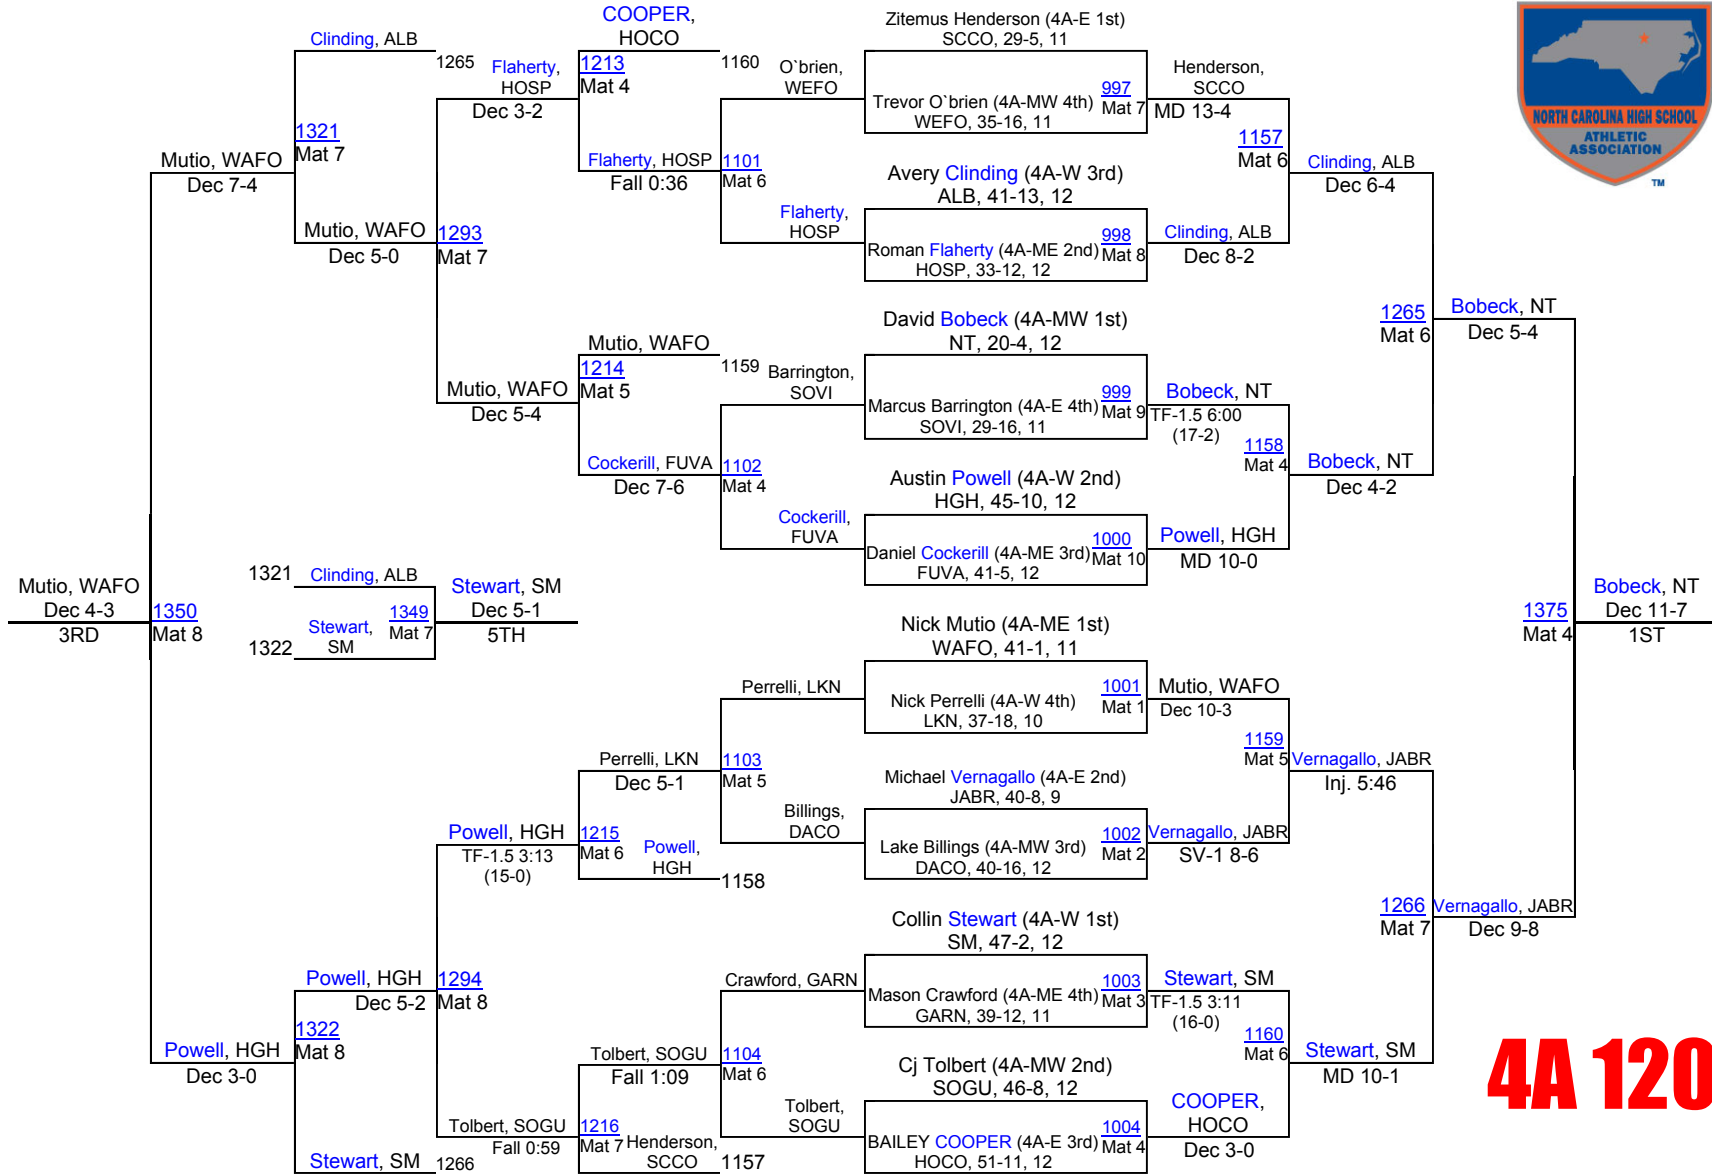 Clinding, ALB
1265
Flaherty,
HOSP
Dec 3-2
COOPER,
HOCO
1213
Mat 4
1160
O`brien,
WEFO
Zitemus Henderson (4A-E 1st)
SCCO, 29-5, 11
Trevor O`brien (4A-MW 4th)
WEFO, 35-16, 11
997
Mat 7
Henderson,
SCCO
MD 13-4
NORTH CAROLINA HIGH SCHOOL
ATHLETIC
ASSOCIATION
TM
1321
Mat 7
Mutio, WAFO
Dec 7-4
Flaherty, HOSP
Fall 0:36
1101
Mat 6
1157
Mat 6
Clinding, ALB
Dec 6-4
Avery Clinding (4A-W 3rd)
ALB, 41-13, 12
Flaherty,
HOSP
Roman Flaherty (4A-ME 2nd)
HOSP, 33-12, 12
998
Mat 8
Clinding, ALB
Dec 8-2
Mutio, WAFO
Dec 5-0
1293
Mat 7
David Bobeck (4A-MW 1st)
NT, 20-4, 12
Mutio, WAFO
1159
1214
Mat 5
Barrington,
SOVI
Marcus Barrington (4A-E 4th)
SOVI, 29-16, 11
999
Mat 9
Bobeck, NT
TF-1.5 6:00
(17-2)
1265
Mat 6
Bobeck, NT
Dec 5-4
Mutio, WAFO
Dec 5-4
Cockerill, FUVA
Dec 7-6
1102
Mat 4
1158
Mat 4
Bobeck, NT
Dec 4-2
Austin Powell (4A-W 2nd)
HGH, 45-10, 12
Cockerill,
FUVA
Daniel Cockerill (4A-ME 3rd)
FUVA, 41-5, 12
1000
Mat 10
Powell, HGH
MD 10-0
Mutio, WAFO
Dec 4-3
3RD
1350
Mat 8
1321
Clinding, ALB
Stewart,
SM
1322
1349
Mat 7
Stewart, SM
Dec 5-1
5TH
1375
Mat 4
Bobeck, NT
Dec 11-7
1ST
Nick Mutio (4A-ME 1st)
WAFO, 41-1, 11
Perrelli, LKN
Nick Perrelli (4A-W 4th)
LKN, 37-18, 10
1001
Mat 1
Mutio, WAFO
Dec 10-3
Perrelli, LKN
Dec 5-1
1103
Mat 5
1159
Mat 5
Vernagallo, JABR
Inj. 5:46
Michael Vernagallo (4A-E 2nd)
JABR, 40-8, 9
Billings,
DACO
Lake Billings (4A-MW 3rd)
DACO, 40-16, 12
1002
Mat 2
Vernagallo, JABR
SV-1 8-6
Powell, HGH
TF-1.5 3:13
(15-0)
1215
Mat 6
Powell,
HGH
1158
1266
Mat 7
Vernagallo, JABR
Dec 9-8
Collin Stewart (4A-W 1st)
SM, 47-2, 12
Crawford, GARN
Mason Crawford (4A-ME 4th)
GARN, 39-12, 11
1003
Mat 3
Stewart, SM
TF-1.5 3:11
(16-0)
Powell, HGH
Dec 5-2
1294
Mat 8
1322
Mat 8
Powell, HGH
Dec 3-0
Tolbert, SOGU
Fall 1:09
1104
Mat 6
1160
Mat 6
Stewart, SM
MD 10-1
Cj Tolbert (4A-MW 2nd)
SOGU, 46-8, 12
Tolbert,
SOGU
BAILEY COOPER (4A-E 3rd)
HOCO, 51-11, 12
1004
Mat 4
COOPER,
HOCO
Dec 3-0
Tolbert, SOGU
Fall 0:59
1216
Mat 7
Henderson,
SCCO
1157
Stewart, SM
1266
4A 120